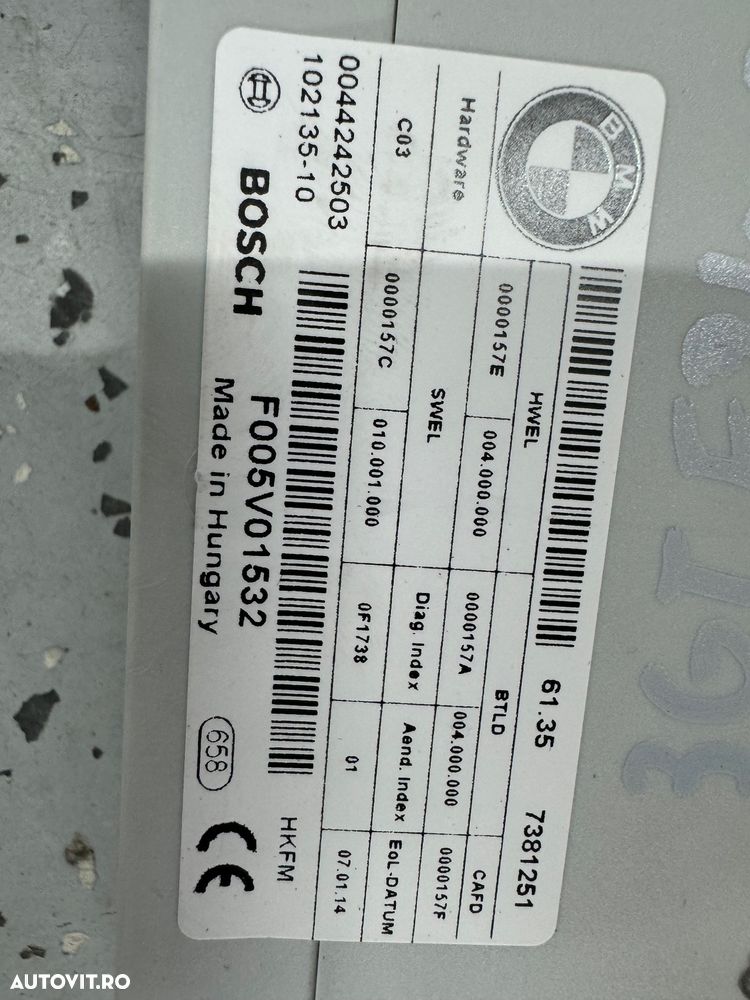 BMW
61.35 7381251
HWEL BTLD CAFD
0000157E 004.000.000 0000157A 004.000.000 0000157F
Hardware SWEL Diag. Index Aend. Index EoL-DATUM
C03 0000157C 010.001.000 0F1738 01 07.01.14
0044242503
102135-10
HKFM
BOSCH F005V01532
Made in Hungary
658
CE
3GT
AUTOVIT.RO